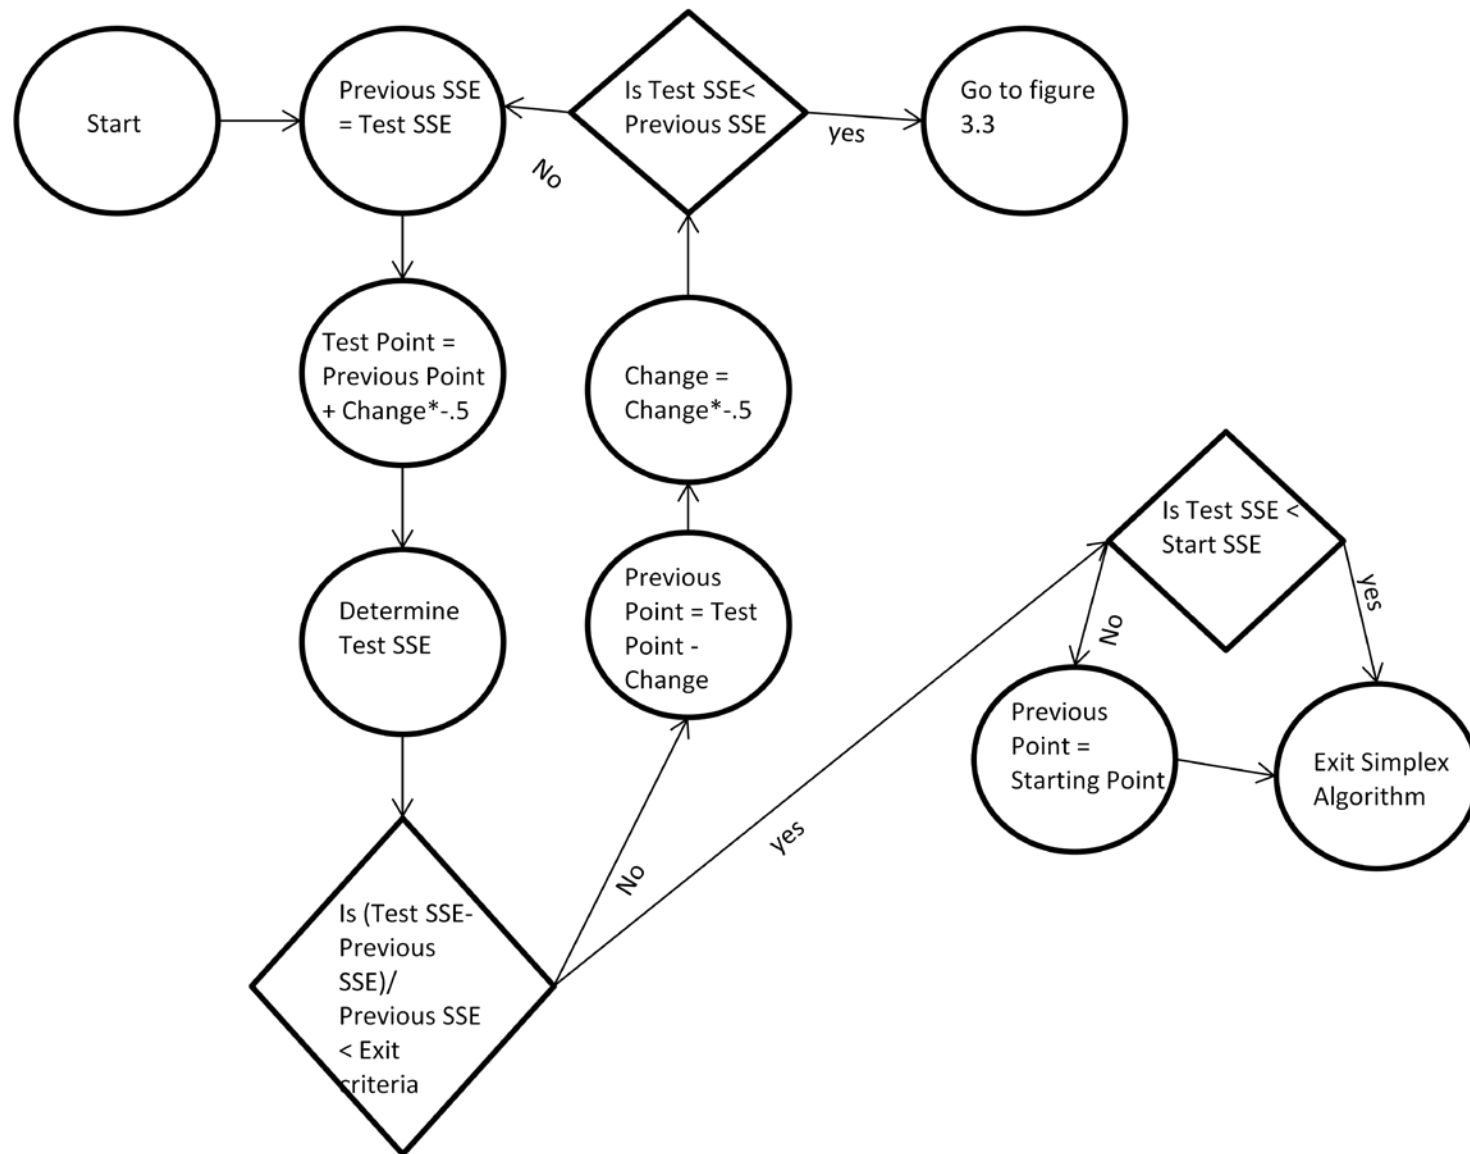 Start
Previous SSE
= Test SSE
Is Test SSE<
Previous SSE
No
yes
Go to figure
3.3
Test Point =
Previous Point
+ Change*-.5
Change =
Change*-.5
Determine
Test SSE
Previous
Point = Test
Point -
Change
Is (Test SSE-
Previous
SSE)/
Previous SSE
< Exit
criteria
No
yes
Is Test SSE <
Start SSE
No
yes
Previous
Point =
Starting Point
Exit Simplex
Algorithm